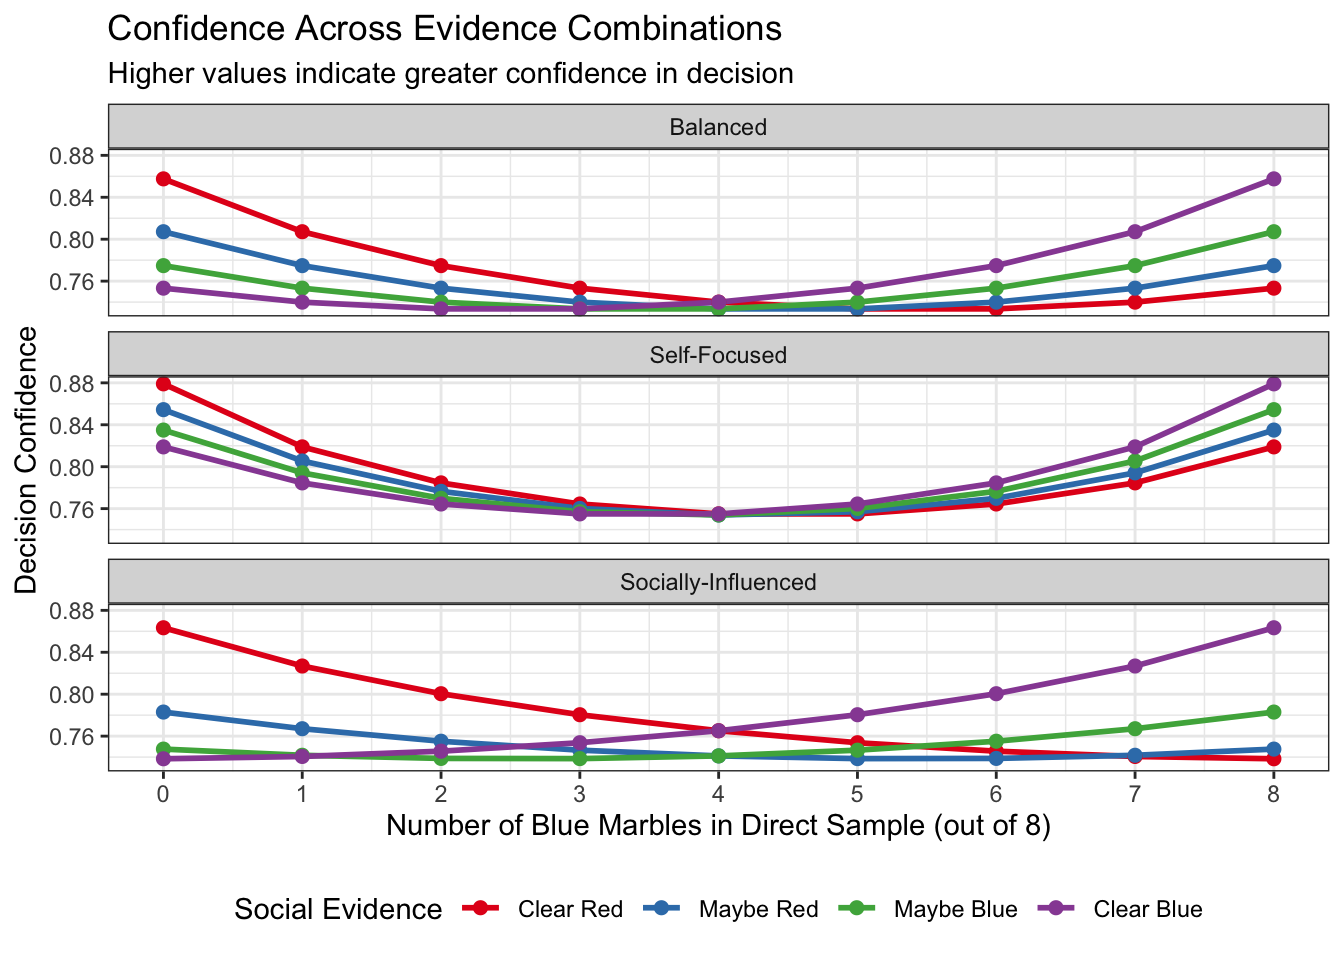 Confidence Across Evidence Combinations
Higher values indicate greater confidence in decision
Balanced
0.88
0.84
0.80
0.76
Self-Focused
0.88
0.84
0.80
0.76
Socially-Influenced
0.88
0.84
0.80
0.76
Decision Confidence
0 1 2 3 4 5 6 7 8
Number of Blue Marbles in Direct Sample (out of 8)
Social Evidence Clear Red Maybe Red Maybe Blue Clear Blue